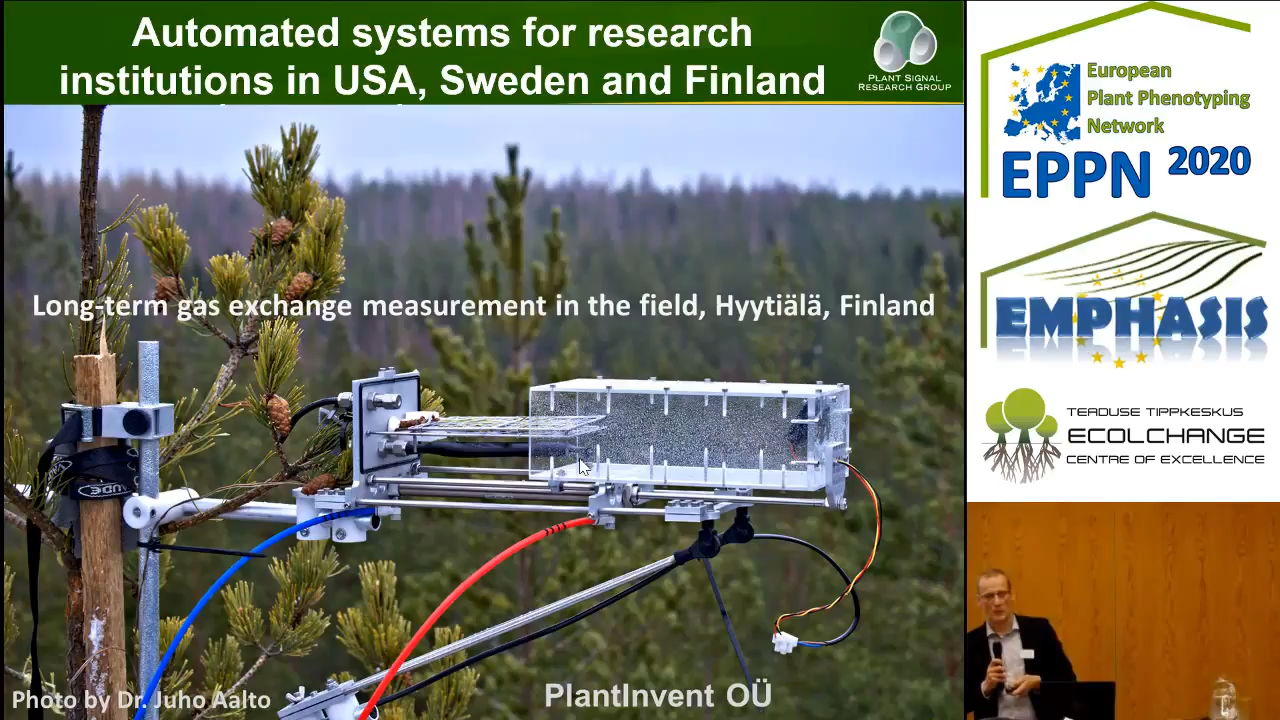 Automated systems for research
institutions in USA, Sweden and Finland
PLANT SIGNAL
RESEARCH GROUP
Long-term gas exchange measurement in the field, Hyytiälä, Finland
Photo by Dr. Juho Aalto
PlantInvent OÜ
European
Plant Phenotyping
Network
EPPN 2020
EMPHASIS
TEADUSE TIPPKESKUS
ECOLCHANGE
CENTRE OF EXCELLENCE